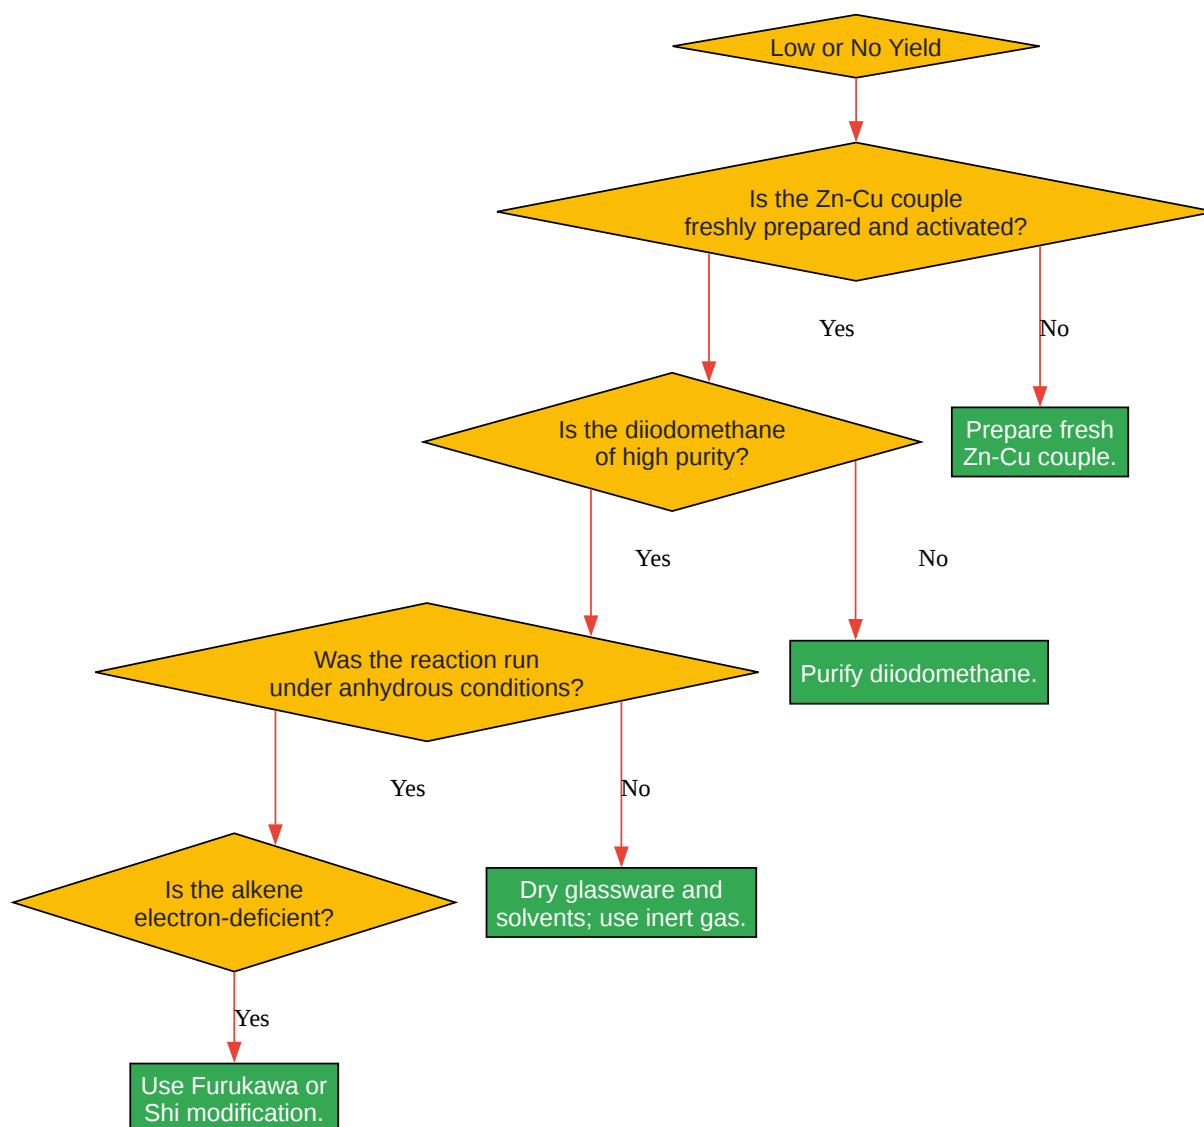 Low or No Yield
Is the Zn-Cu couple
freshly prepared and activated?
Yes
No
Is the diiodomethane
of high purity?
Prepare fresh
Zn-Cu couple.
Yes
No
Was the reaction run
under anhydrous conditions?
Purify diiodomethane.
Yes
No
Is the alkene
electron-deficient?
Dry glassware and
solvents; use inert gas.
Yes
Use Furukawa or
Shi modification.